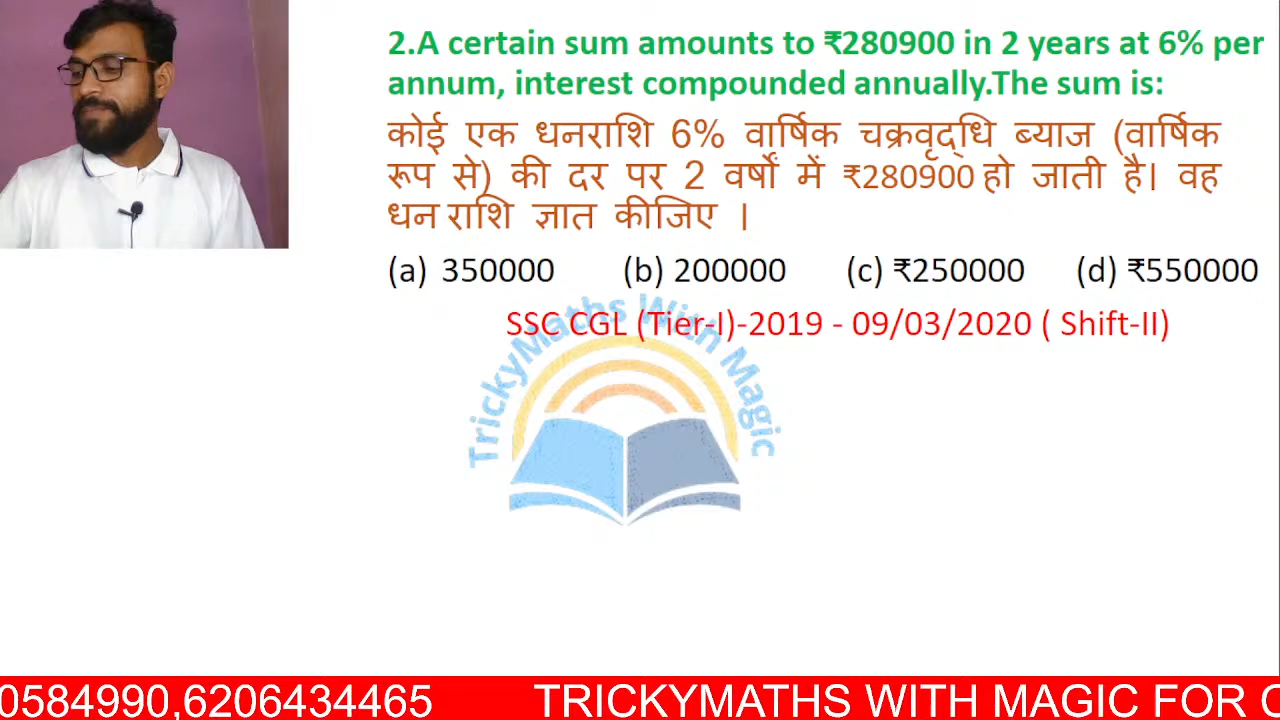 2.A certain sum amounts to ₹280900 in 2 years at 6% per
annum, interest compounded annually.The sum is:
कोई एक धनराशि 6% वार्षिक चक्रवृद्धि ब्याज (वार्षिक
रूप से) की दर पर 2 वर्षों में ₹280900 हो जाती है। वह
धन राशि ज्ञात कीजिए ।
(a) 350000 (b) 200000 (c) ₹250000 (d) ₹550000
SSC CGL (Tier-I)-2019 - 09/03/2020 ( Shift-II)
TrickyMaths With Magic
0584990,6206434465 TRICKYMATHS WITH MAGIC FOR C